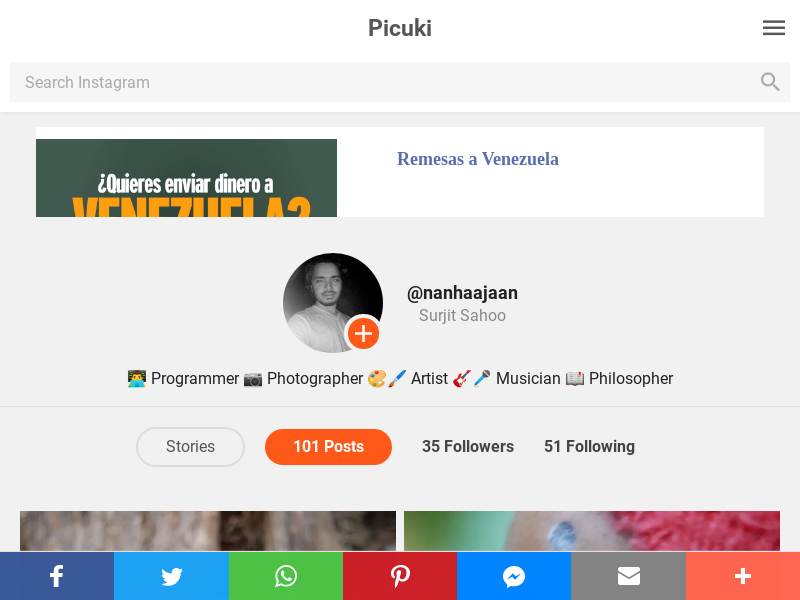 Picuki
Search Instagram
¿Quieres enviar dinero a
VENEZUELA?
Remesas a Venezuela
@nanhaajaan
Surjit Sahoo
👨‍💻 Programmer 📷 Photographer 🎨🖌️ Artist 🎸🎤 Musician 📖 Philosopher
Stories
101 Posts
35 Followers
51 Following